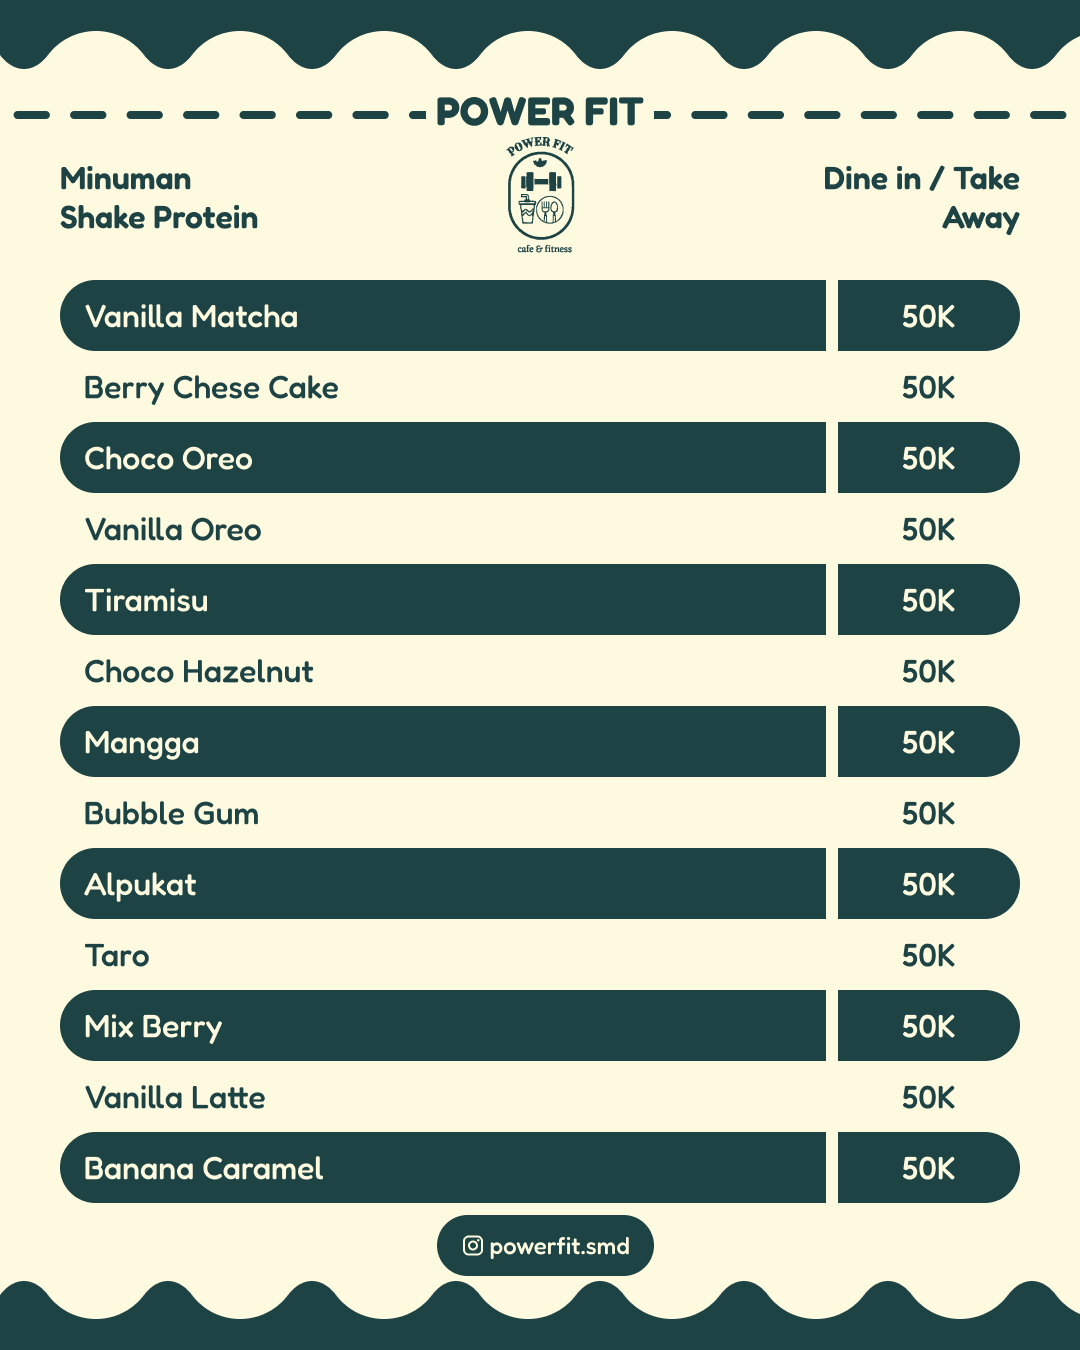 POWER FIT
POWER FIT
cafe & fitness
Minuman
Shake Protein
Dine in / Take
Away
Vanilla Matcha 50K
Berry Chese Cake 50K
Choco Oreo 50K
Vanilla Oreo 50K
Tiramisu 50K
Choco Hazelnut 50K
Mangga 50K
Bubble Gum 50K
Alpukat 50K
Taro 50K
Mix Berry 50K
Vanilla Latte 50K
Banana Caramel 50K
powerfit.smd